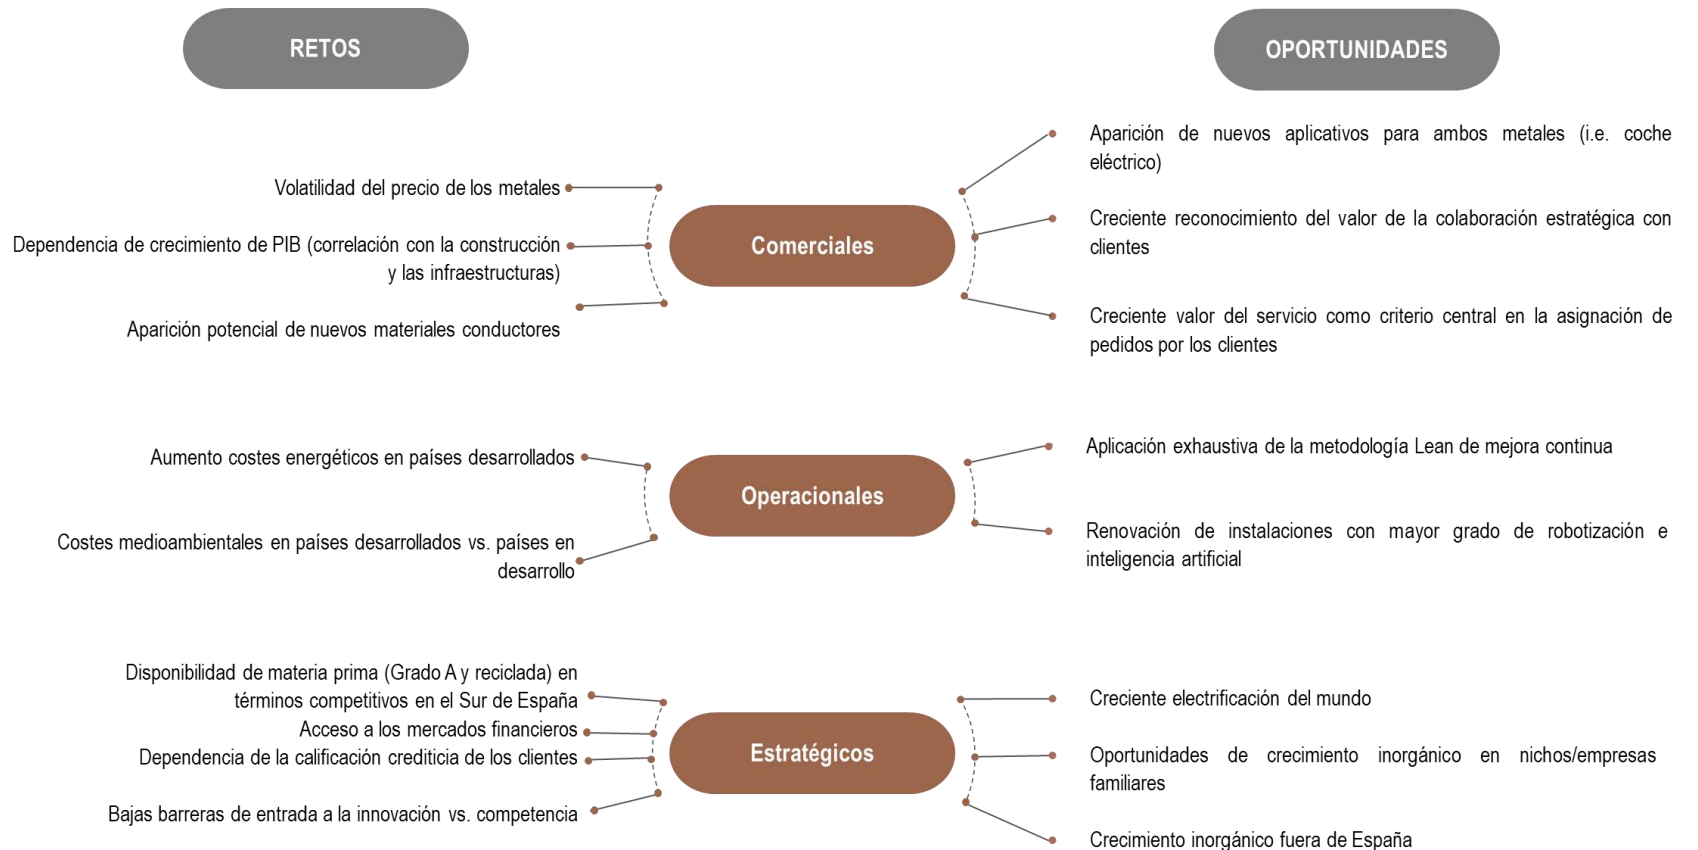 RETOS
OPORTUNIDADES
Volatilidad del precio de los metales
Dependencia de crecimiento de PIB (correlación con la construcción
y las infraestructuras)
Aparición potencial de nuevos materiales conductores
Comerciales
Aparición de nuevos aplicativos para ambos metales (i.e. coche
eléctrico)
Creciente reconocimiento del valor de la colaboración estratégica con
clientes
Creciente valor del servicio como criterio central en la asignación de
pedidos por los clientes
Aumento costes energéticos en países desarrollados
Costes medioambientales en países desarrollados vs. países en
desarrollo
Operacionales
Aplicación exhaustiva de la metodología Lean de mejora continua
Renovación de instalaciones con mayor grado de robotización e
inteligencia artificial
Disponibilidad de materia prima (Grado A y reciclada) en
términos competitivos en el Sur de España
Acceso a los mercados financieros
Dependencia de la calificación crediticia de los clientes
Bajas barreras de entrada a la innovación vs. competencia
Estratégicos
Creciente electrificación del mundo
Oportunidades de crecimiento inorgánico en nichos/empresas
familiares
Crecimiento inorgánico fuera de España